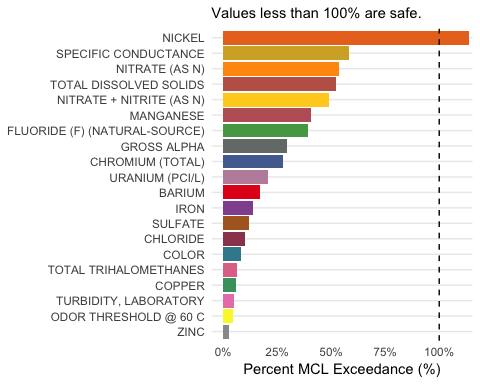 Values less than 100% are safe.
NICKEL
SPECIFIC CONDUCTANCE
NITRATE (AS N)
TOTAL DISSOLVED SOLIDS
NITRATE + NITRITE (AS N)
MANGANESE
FLUORIDE (F) (NATURAL-SOURCE)
GROSS ALPHA
CHROMIUM (TOTAL)
URANIUM (PCI/L)
BARIUM
IRON
SULFATE
CHLORIDE
COLOR
TOTAL TRIHALOMETHANES
COPPER
TURBIDITY, LABORATORY
ODOR THRESHOLD @ 60 C
ZINC
0% 25% 50% 75% 100%
Percent MCL Exceedance (%)